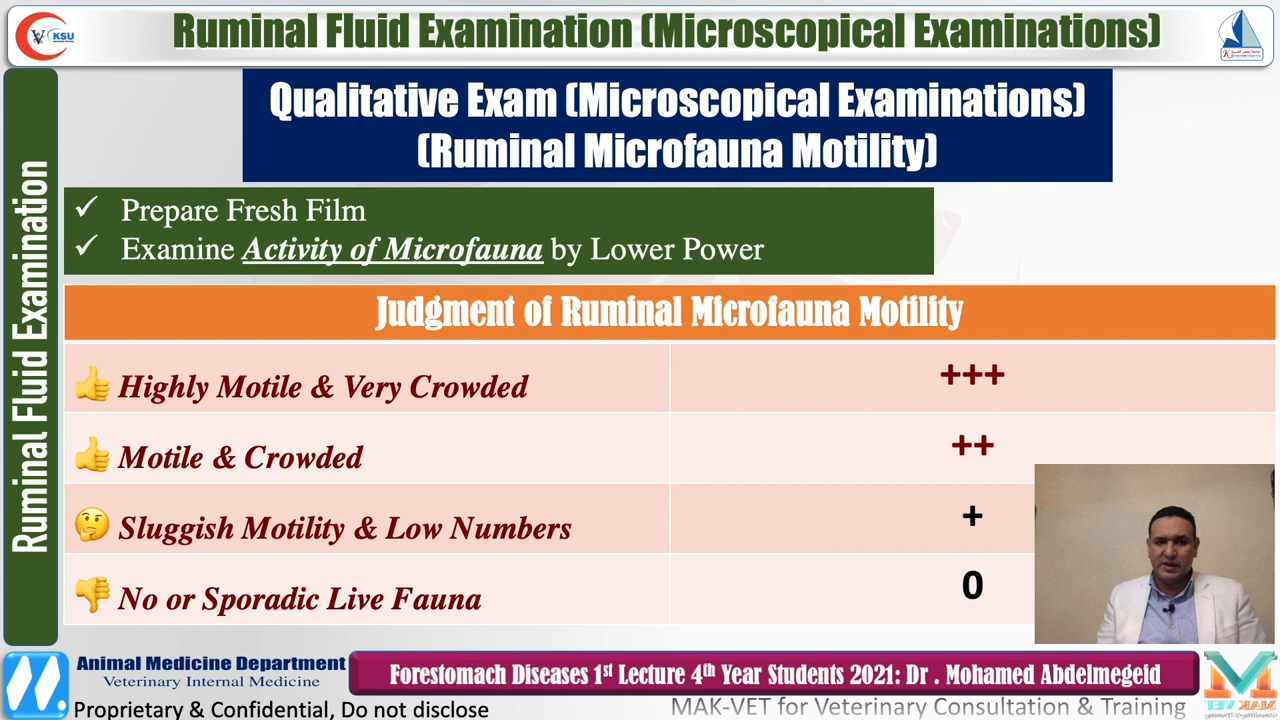 KSU
Ruminal Fluid Examination (Microscopical Examinations)
Ruminal Fluid Examination
Qualitative Exam (Microscopical Examinations)
(Ruminal Microfauna Motility)
✓ Prepare Fresh Film
✓ Examine Activity of Microfauna by Lower Power
Judgment of Ruminal Microfauna Motility
👍 Highly Motile & Very Crowded +++
👍 Motile & Crowded ++
🤔 Sluggish Motility & Low Numbers +
👎 No or Sporadic Live Fauna 0
Animal Medicine Department
Veterinary Internal Medicine
Forestomach Diseases 1st Lecture 4th Year Students 2021: Dr . Mohamed Abdelmegeid
Proprietary & Confidential, Do not disclose
MAK-VET for Veterinary Consultation & Training